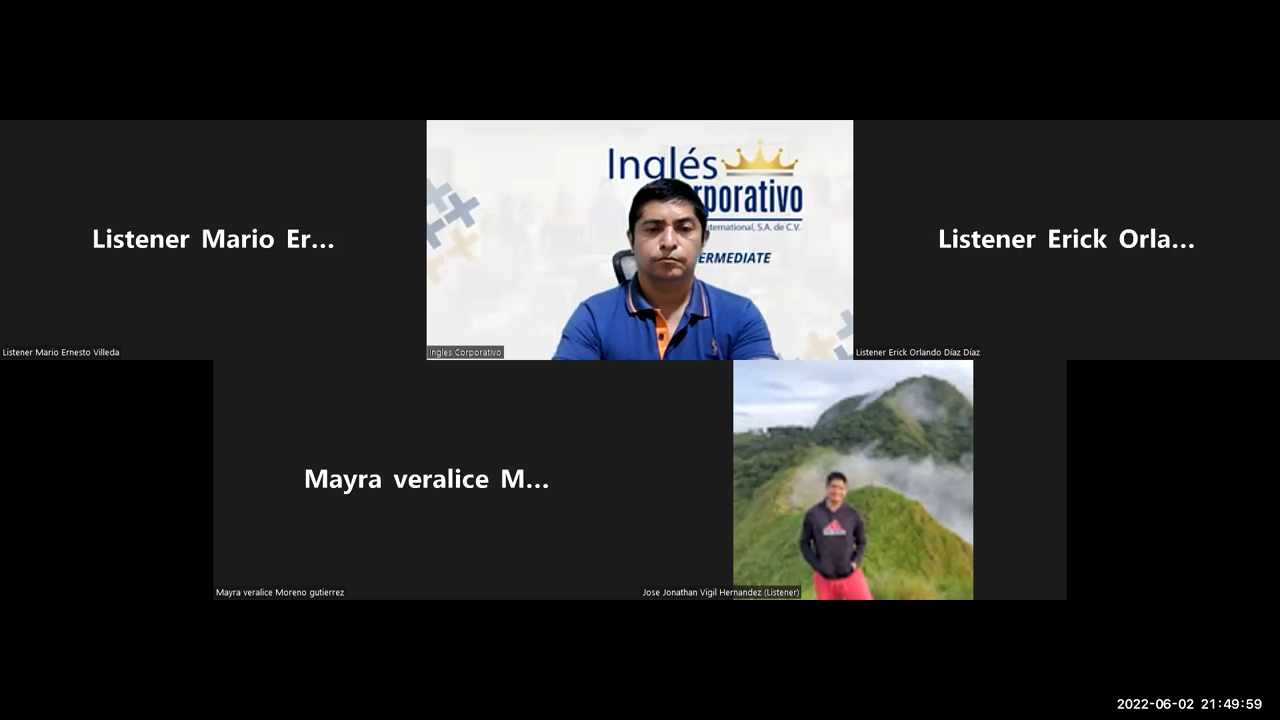 Listener Mario Er...
Listener Mario Ernesto Villeda
Inglés
rporativo
nternational, S.A. de C.V.
ERMEDIATE
Ingles Corporativo
Listener Erick Orla...
Listener Erick Orlando Díaz Díaz
Mayra veralice M...
Mayra veralice Moreno gutierrez
Jose Jonathan Vigil Hernandez (Listener)
2022-06-02 21:49:59